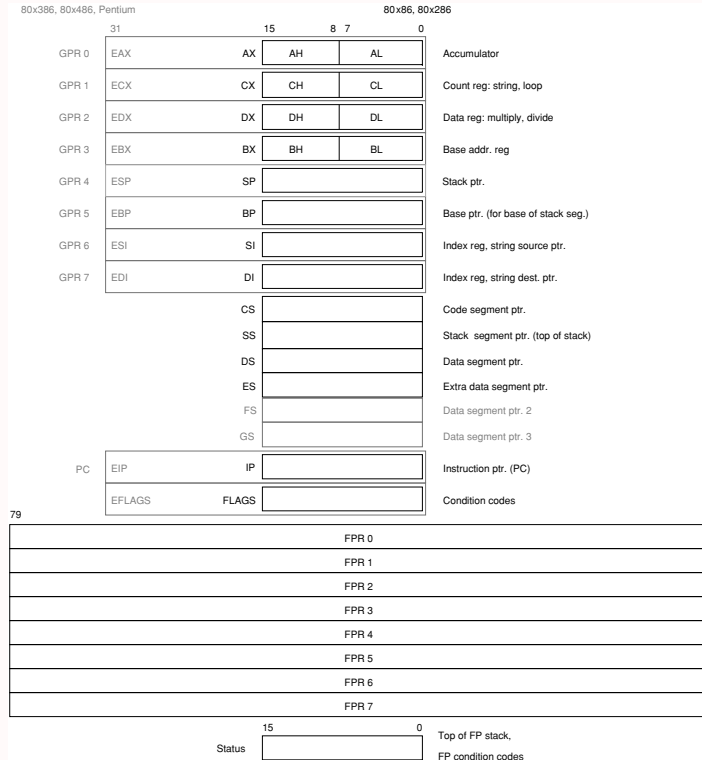 80x386, 80x486, Pentium 80x86, 80x286
31 15 8 7 0
GPR 0 EAX AX AH AL Accumulator
GPR 1 ECX CX CH CL Count reg: string, loop
GPR 2 EDX DX DH DL Data reg: multiply, divide
GPR 3 EBX BX BH BL Base addr. reg
GPR 4 ESP SP Stack ptr.
GPR 5 EBP BP Base ptr. (for base of stack seg.)
GPR 6 ESI SI Index reg, string source ptr.
GPR 7 EDI DI Index reg, string dest. ptr.
CS Code segment ptr.
SS Stack segment ptr. (top of stack)
DS Data segment ptr.
ES Extra data segment ptr.
FS Data segment ptr. 2
GS Data segment ptr. 3
PC EIP IP Instruction ptr. (PC)
EFLAGS FLAGS Condition codes
79
FPR 0
FPR 1
FPR 2
FPR 3
FPR 4
FPR 5
FPR 6
FPR 7
15 0
Status Top of FP stack,
FP condition codes